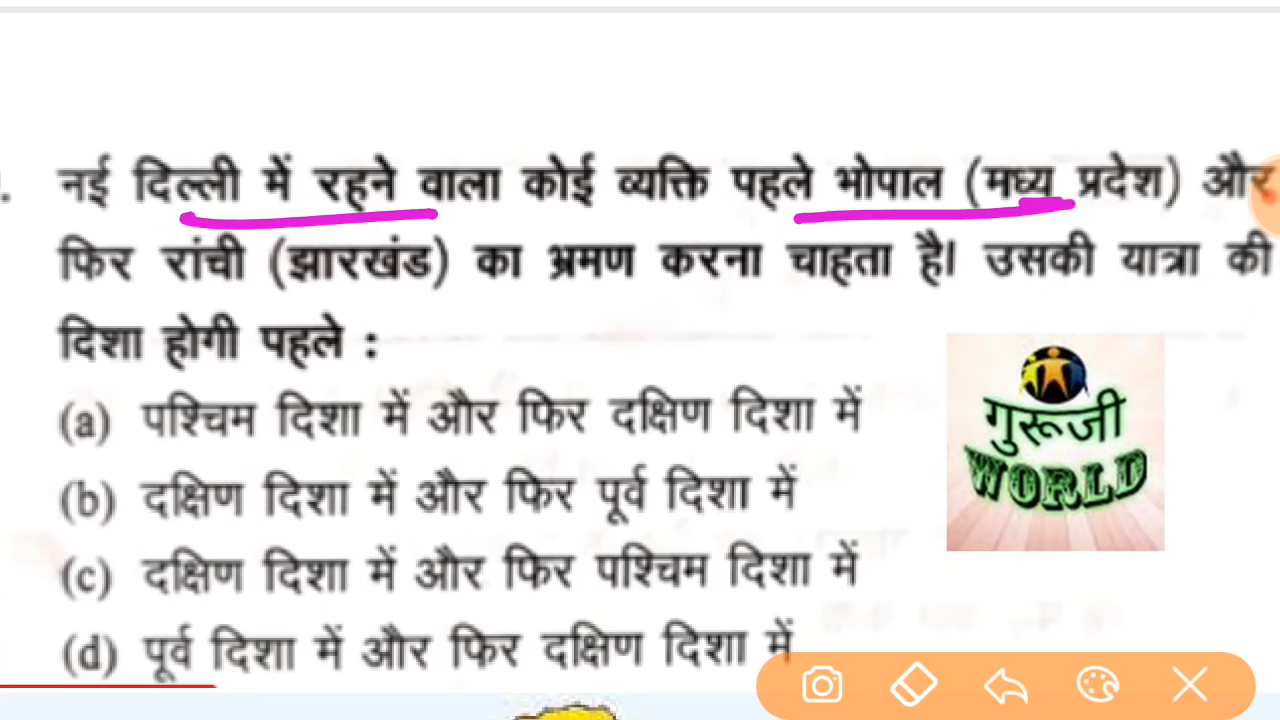 . नई दिल्ली में रहने वाला कोई व्यक्ति पहले भोपाल (मध्य प्रदेश) और
फिर रांची (झारखंड) का भ्रमण करना चाहता है। उसकी यात्रा की
दिशा होगी पहले :
(a) पश्चिम दिशा में और फिर दक्षिण दिशा में
(b) दक्षिण दिशा में और फिर पूर्व दिशा में
(c) दक्षिण दिशा में और फिर पश्चिम दिशा में
(d) पूर्व दिशा में और फिर दक्षिण दिशा में
गुरूजी
WORLD